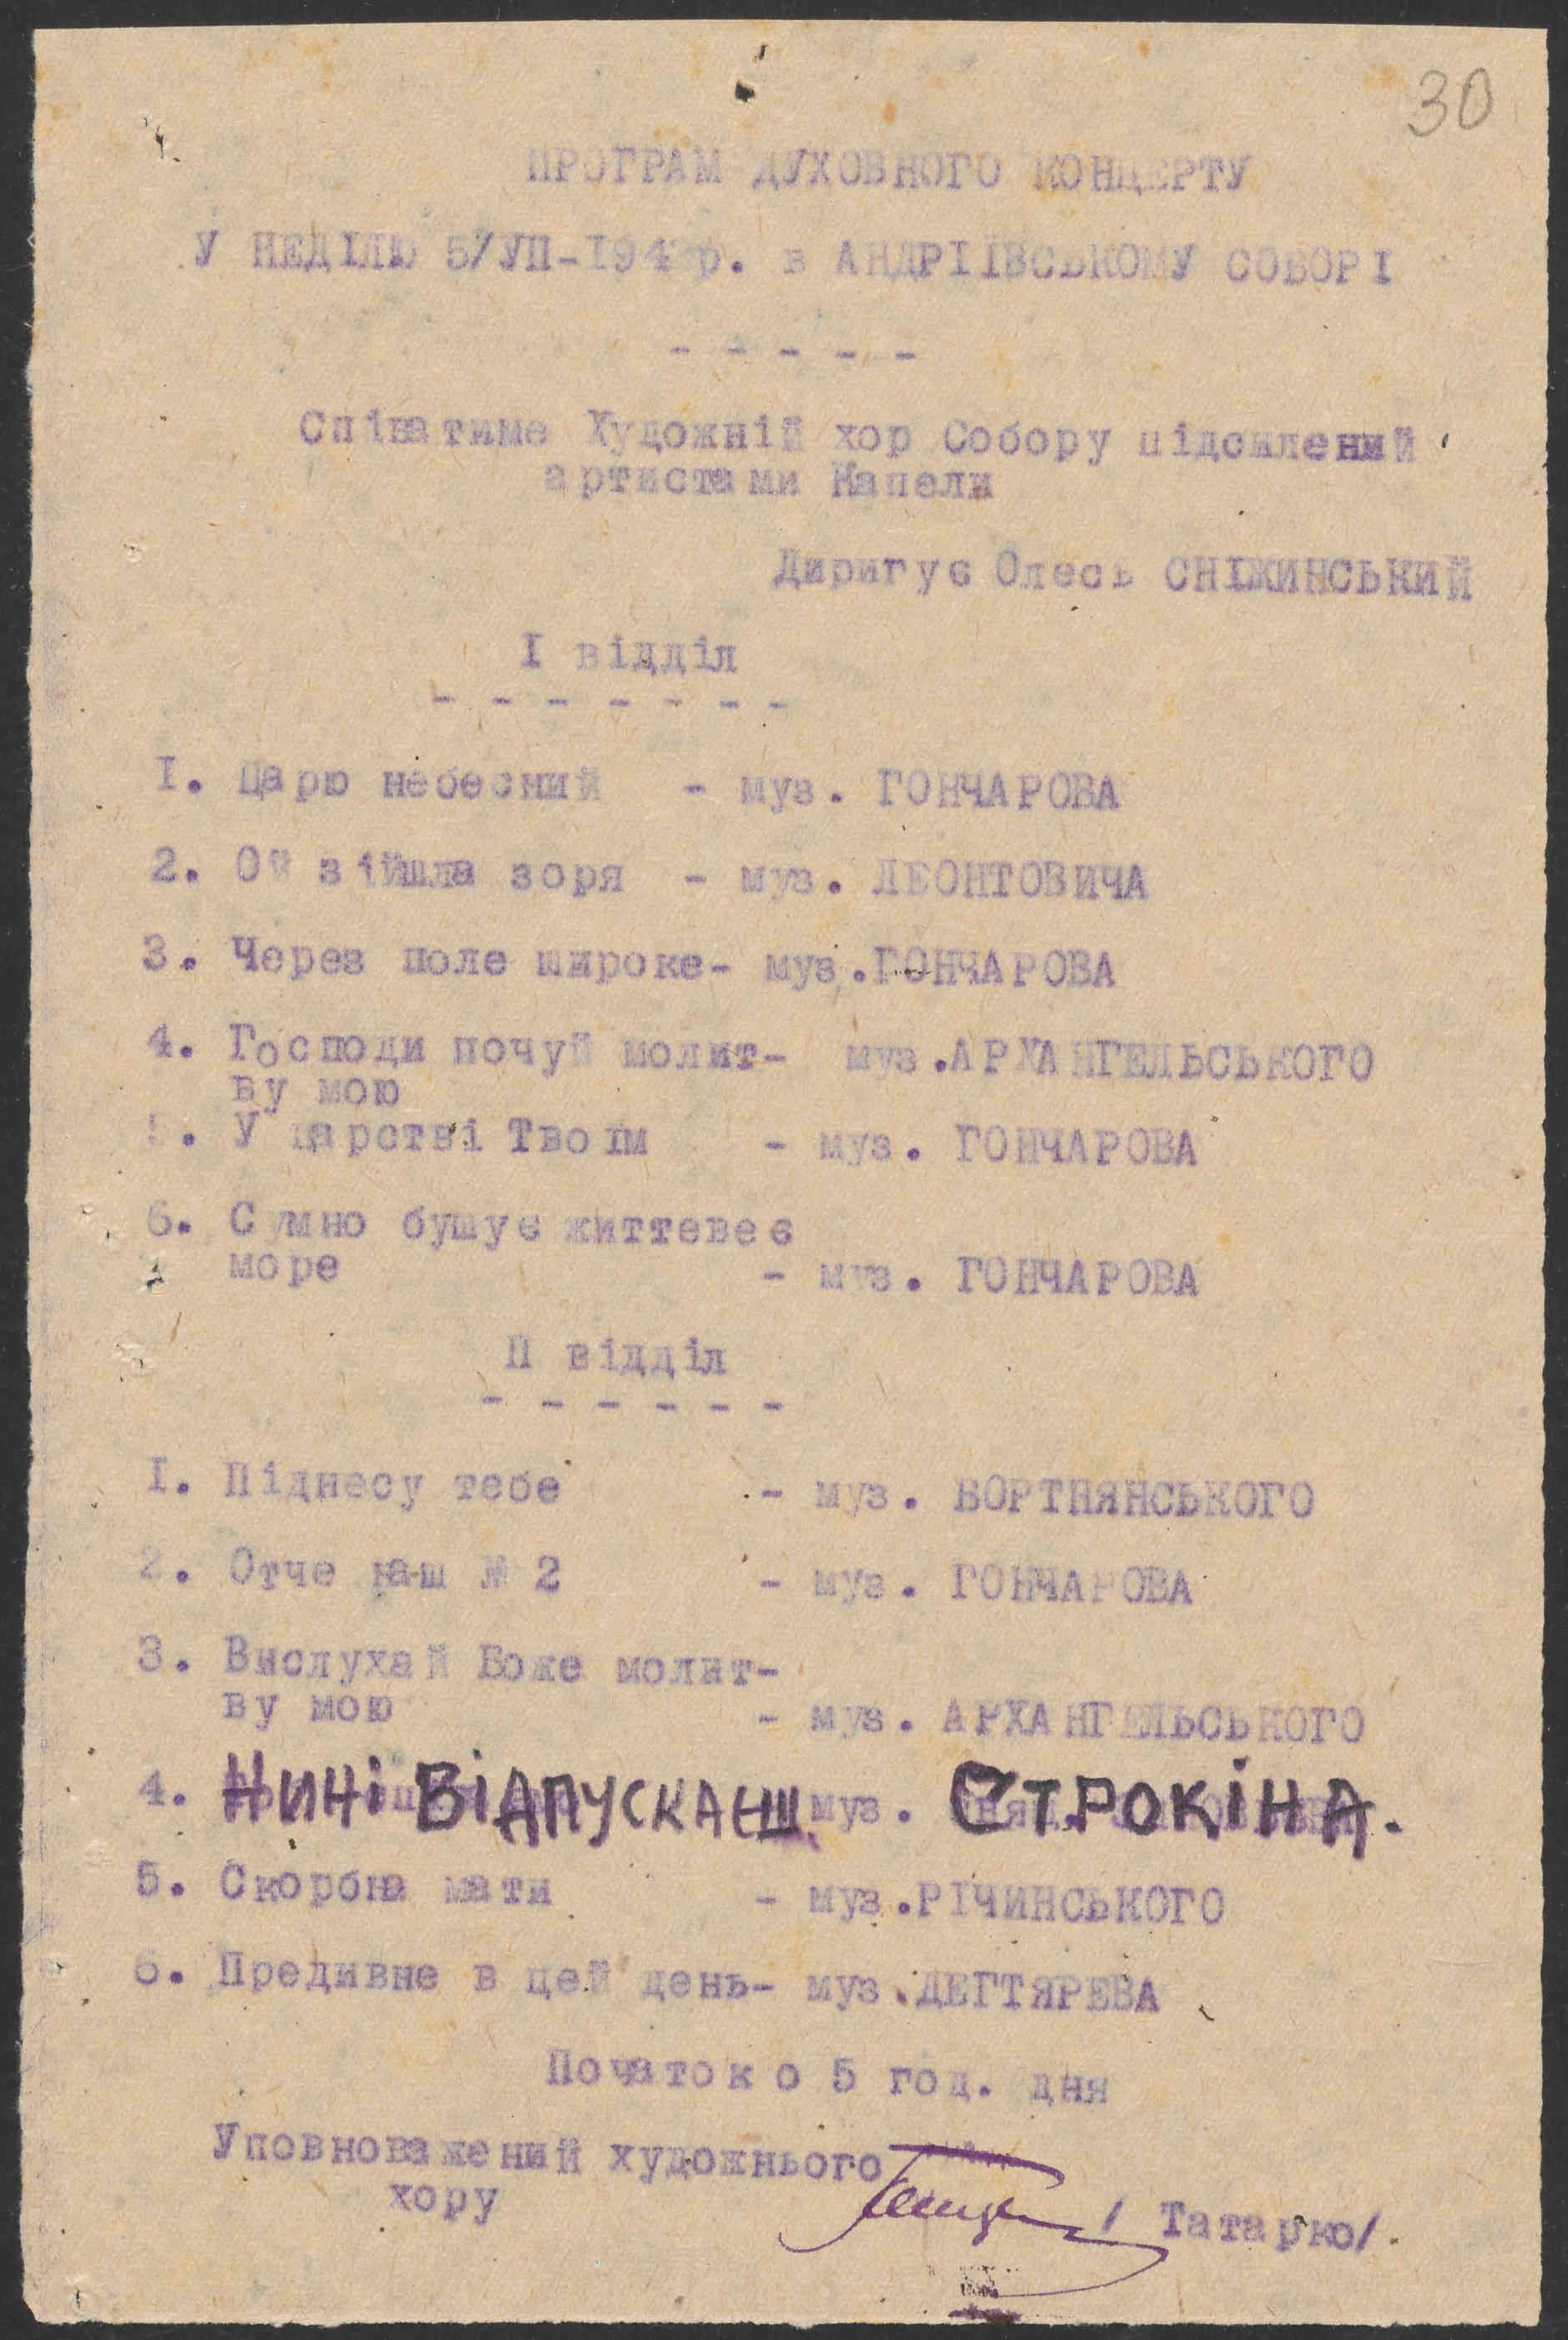 30
ПРОГРАМ ДУХОВНОГО КОНЦЕРТУ
У НЕДІЛЮ 5/УП-І942р. в АНДРІЇВСЬКОМУ СОБОРІ
- - - - -
Співатиме Художній хор Собору підсилений
артистами Капели
Диригує Олесь СНІЖИНСЬКИЙ
І відділ
- - - - - - -
І. Царю небесний - муз. ГОНЧАРОВА
2. Ой зійшла зоря - муз. ЛЕОНТОВИЧА
3. Через поле широке- муз.ГОНЧАРОВА
4. Господи почуй молит- муз.АРХАНГЕЛЬСЬКОГО
ву мою
5. У царстві Твоїм - муз. ГОНЧАРОВА
6. Сумно бушує життевеє
море - муз. ГОНЧАРОВА
П відділ
- - - - - -
І. Піднесу тебе - муз. БОРТНЯНСЬКОГО
2. Отче наш № 2 - муз. ГОНЧАРОВА
3. Вислухай Боже молит-
ву мою - муз. АРХАНГЕЛЬСЬКОГО
4. НИНі ВіДПУСКАЄШ муз. СТРОКіНА.
5. Скорбна мати - муз.РІЧИНСЬКОГО
6. Предивне в цей день- муз.ДЕГТЯРЕВА
Початок о 5 год. дня
Уповноважений художнього
хору / Татарко/.